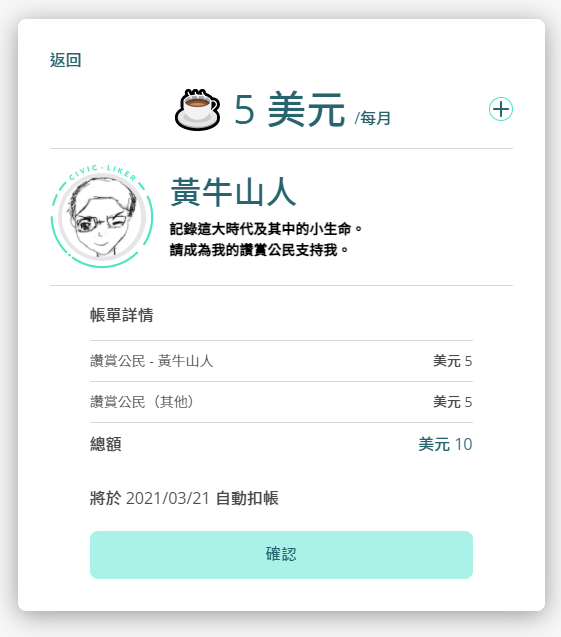 返回
5 美元 /每月
CIVIC · LIKER
黃牛山人
記錄這大時代及其中的小生命。
請成為我的讚賞公民支持我。
帳單詳情
讚賞公民 - 黃牛山人 美元 5
讚賞公民（其他） 美元 5
總額 美元 10
將於 2021/03/21 自動扣帳
確認